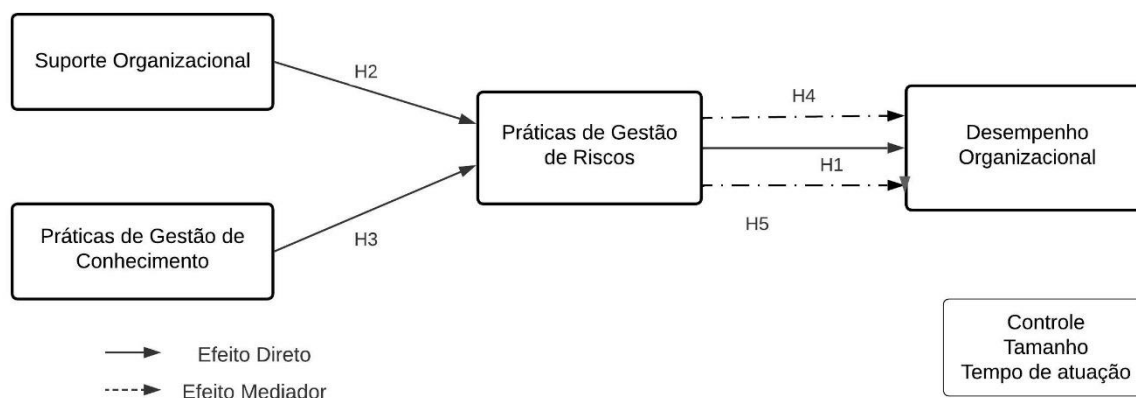 Suporte Organizacional
H2
Práticas de Gestão
de Riscos
H4
H1
H5
Desempenho
Organizacional
Práticas de Gestão de
Conhecimento
H3
Efeito Direto
Efeito Mediador
Controle
Tamanho
Tempo de atuação